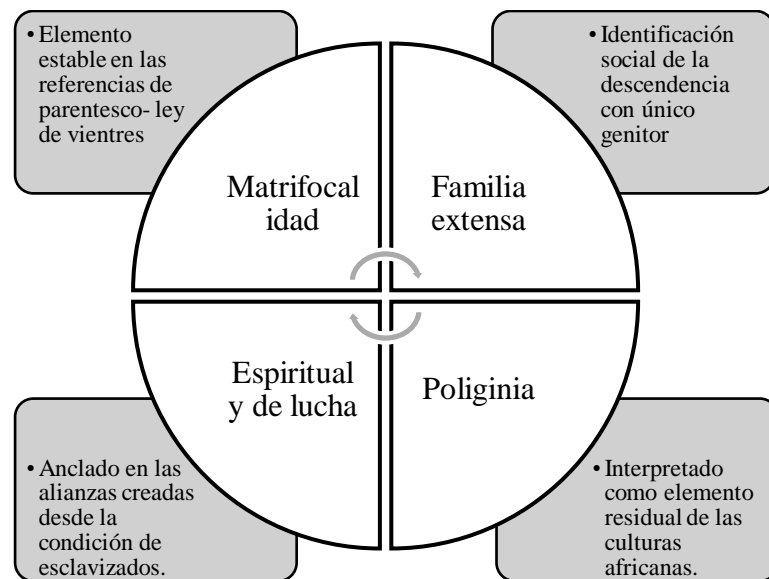 • Elemento
estable en las
referencias de
parentesco- ley
de vientres
• Identificación
social de la
descendencia
con único
genitor
Matrifocal
idad
Familia
extensa
Espiritual
y de lucha
Poliginia
• Anclado en las
alianzas creadas
desde la
condición de
esclavizados.
• Interpretado
como elemento
residual de las
culturas
africanas.